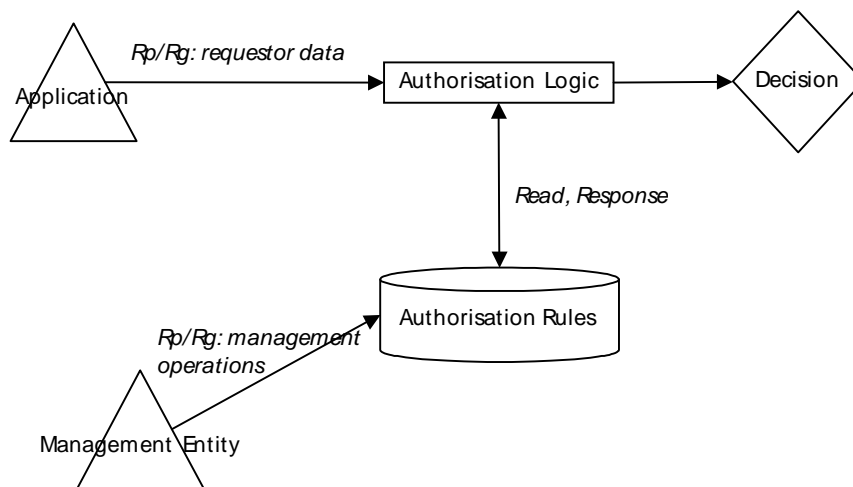 Rp/Rg: requestor data
Application
Authorisation Logic
Decision
Read, Response
Authorisation Rules
Rp/Rg: management
operations
Management Entity